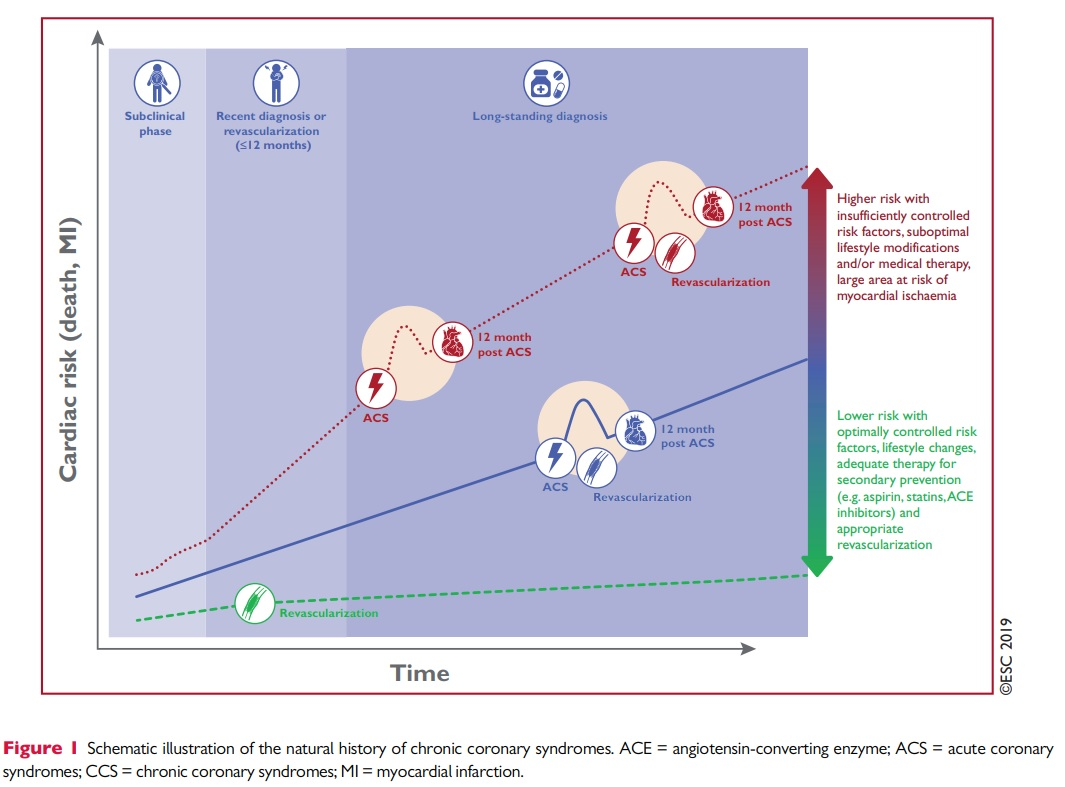 Subclinical
phase
Recent diagnosis or
revascularization
(≤12 months)
Long-standing diagnosis
Cardiac risk (death, MI)
12 month
post ACS
ACS
Revascularization
Higher risk with
insufficiently controlled
risk factors, suboptimal
lifestyle modifications
and/or medical therapy,
large area at risk of
myocardial ischaemia
12 month
post ACS
ACS
12 month
post ACS
ACS
Revascularization
Lower risk with
optimally controlled risk
factors, lifestyle changes,
adequate therapy for
secondary prevention
(e.g. aspirin, statins, ACE
inhibitors) and
appropriate
revascularization
Revascularization
Time
©ESC 2019
Figure 1 Schematic illustration of the natural history of chronic coronary syndromes. ACE = angiotensin-converting enzyme; ACS = acute coronary
syndromes; CCS = chronic coronary syndromes; MI = myocardial infarction.